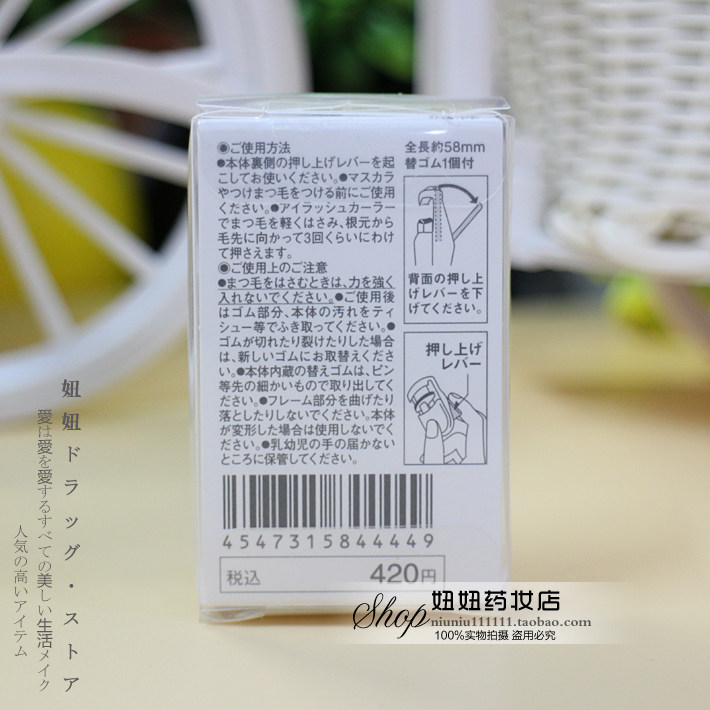 ◉ご使用方法
●本体裏側の押し上げレバーを起
こしてお使いください。●マスカラ
やつけまつ毛をつける前にご使用
ください。●アイラッシュカーラー
でまつ毛を軽くはさみ、根元から
毛先に向かって3回くらいにわけ
て押さえます。
◉ご使用上のご注意
●まつ毛をはさむときは、力を強く
入れないでください。●ご使用後
はゴム部分、本体の汚れをティ
シュー等でふき取ってください。●
ゴムが切れたり裂けたりした場合
は、新しいゴムにお取替えくださ
い。●本体内蔵の替えゴムは、ピン
等先の細かいもので取り出してく
ださい。●フレーム部分を曲げたり
落としたりしないでください。本体
が変形した場合は使用しないでく
ださい。●乳幼児の手の届かない
ところに保管してください。
全長約58mm
替ゴム1個付
背面の押し上
げレバーを下
げてください。
押し上げ
レバー
4547315844449
税込 420円
妞妞ドラッグ・ストア
愛は愛を愛するすべての美しい生活メイク
人気の高いアイテム
Shop
妞妞药妆店
niuniu111111.taobao.com
100%实物拍摄 盗用必究